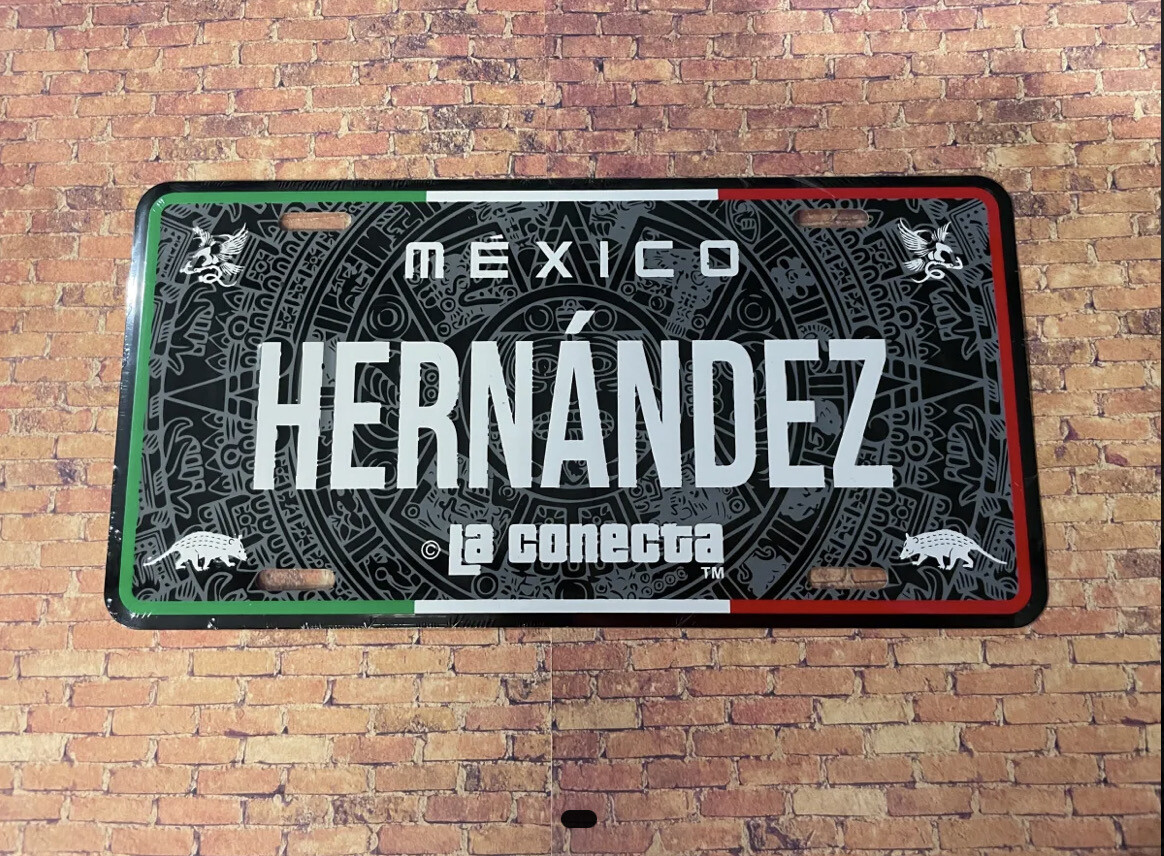 MÉXICO
HERNÁNDEZ
© La conecta TM